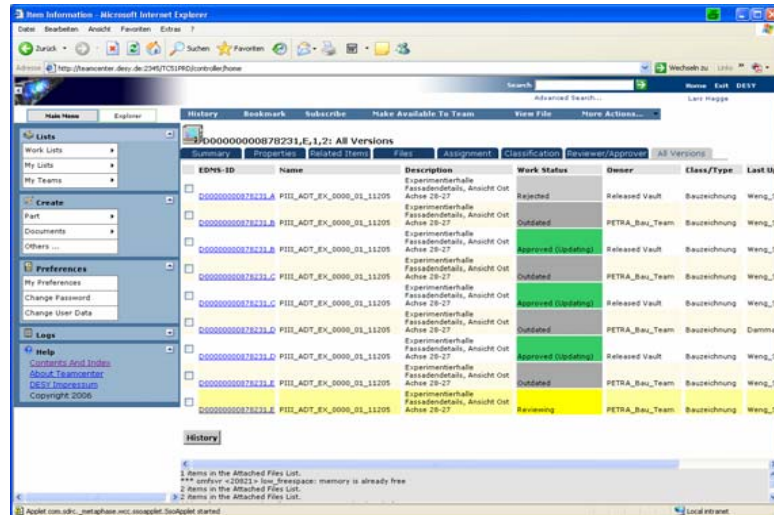 Item Information - Microsoft Internet Explorer
Datei Bearbeiten Ansicht Favoriten Extras ?
Zurück Suchen Favoriten
Adresse http://teamcenter.desy.de:2345/TC51PRD/controller/home Wechseln zu Links
Search
Home Exit DESY
Advanced Search...
Lars Hagge
Main Menu Explorer
History Bookmark Subscribe Make Available To Team View File More Actions...
Lists
Work Lists
My Lists
My Teams
Create
Part
Documents
Others ...
Preferences
My Preferences
Change Password
Change User Data
Logs
Help
Contents And Index
About Teamcenter
DESY Impressum
Copyright 2006
D00000000878231,E,1,2: All Versions
Summary Properties Related Items Files Assignment Classification Reviewer/Approver All Versions
EDMS-ID Name Description Work Status Owner Class/Type Last Up
D00000000878231,A PIII_ADT_EX_0000_01_11205 Experimentierhalle Fassadendetails, Ansicht Ost Achse 28-27 Rejected Released Vault Bauzeichnung Weng_
D00000000878231,B PIII_ADT_EX_0000_01_11205 Experimentierhalle Fassadendetails, Ansicht Ost Achse 28-27 Outdated PETRA_Bau_Team Bauzeichnung Weng_
D00000000878231,B PIII_ADT_EX_0000_01_11205 Experimentierhalle Fassadendetails, Ansicht Ost Achse 28-27 Approved (Updating) Released Vault Bauzeichnung Weng_
D00000000878231,C PIII_ADT_EX_0000_01_11205 Experimentierhalle Fassadendetails, Ansicht Ost Achse 28-27 Outdated PETRA_Bau_Team Bauzeichnung Weng_
D00000000878231,C PIII_ADT_EX_0000_01_11205 Experimentierhalle Fassadendetails, Ansicht Ost Achse 28-27 Approved (Updating) Released Vault Bauzeichnung Weng_
D00000000878231,D PIII_ADT_EX_0000_01_11205 Experimentierhalle Fassadendetails, Ansicht Ost Achse 28-27 Outdated PETRA_Bau_Team Bauzeichnung Damm
D00000000878231,D PIII_ADT_EX_0000_01_11205 Experimentierhalle Fassadendetails, Ansicht Ost Achse 28-27 Approved (Updating) Released Vault Bauzeichnung Weng_
D00000000878231,E PIII_ADT_EX_0000_01_11205 Experimentierhalle Fassadendetails, Ansicht Ost Achse 28-27 Outdated PETRA_Bau_Team Bauzeichnung Weng_
D00000000878231,E PIII_ADT_EX_0000_01_11205 Experimentierhalle Fassadendetails, Ansicht Ost Achse 28-27 Reviewing PETRA_Bau_Team Bauzeichnung Weng_
History
1 items in the Attached Files List.
*** omfsvr <20821> low_freespace: memory is already free
2 items in the Attached Files List.
2 items in the Attached Files List.
Applet com.sdrc._metaphase.wcc.ssoapplet.SsoApplet started
Local intranet